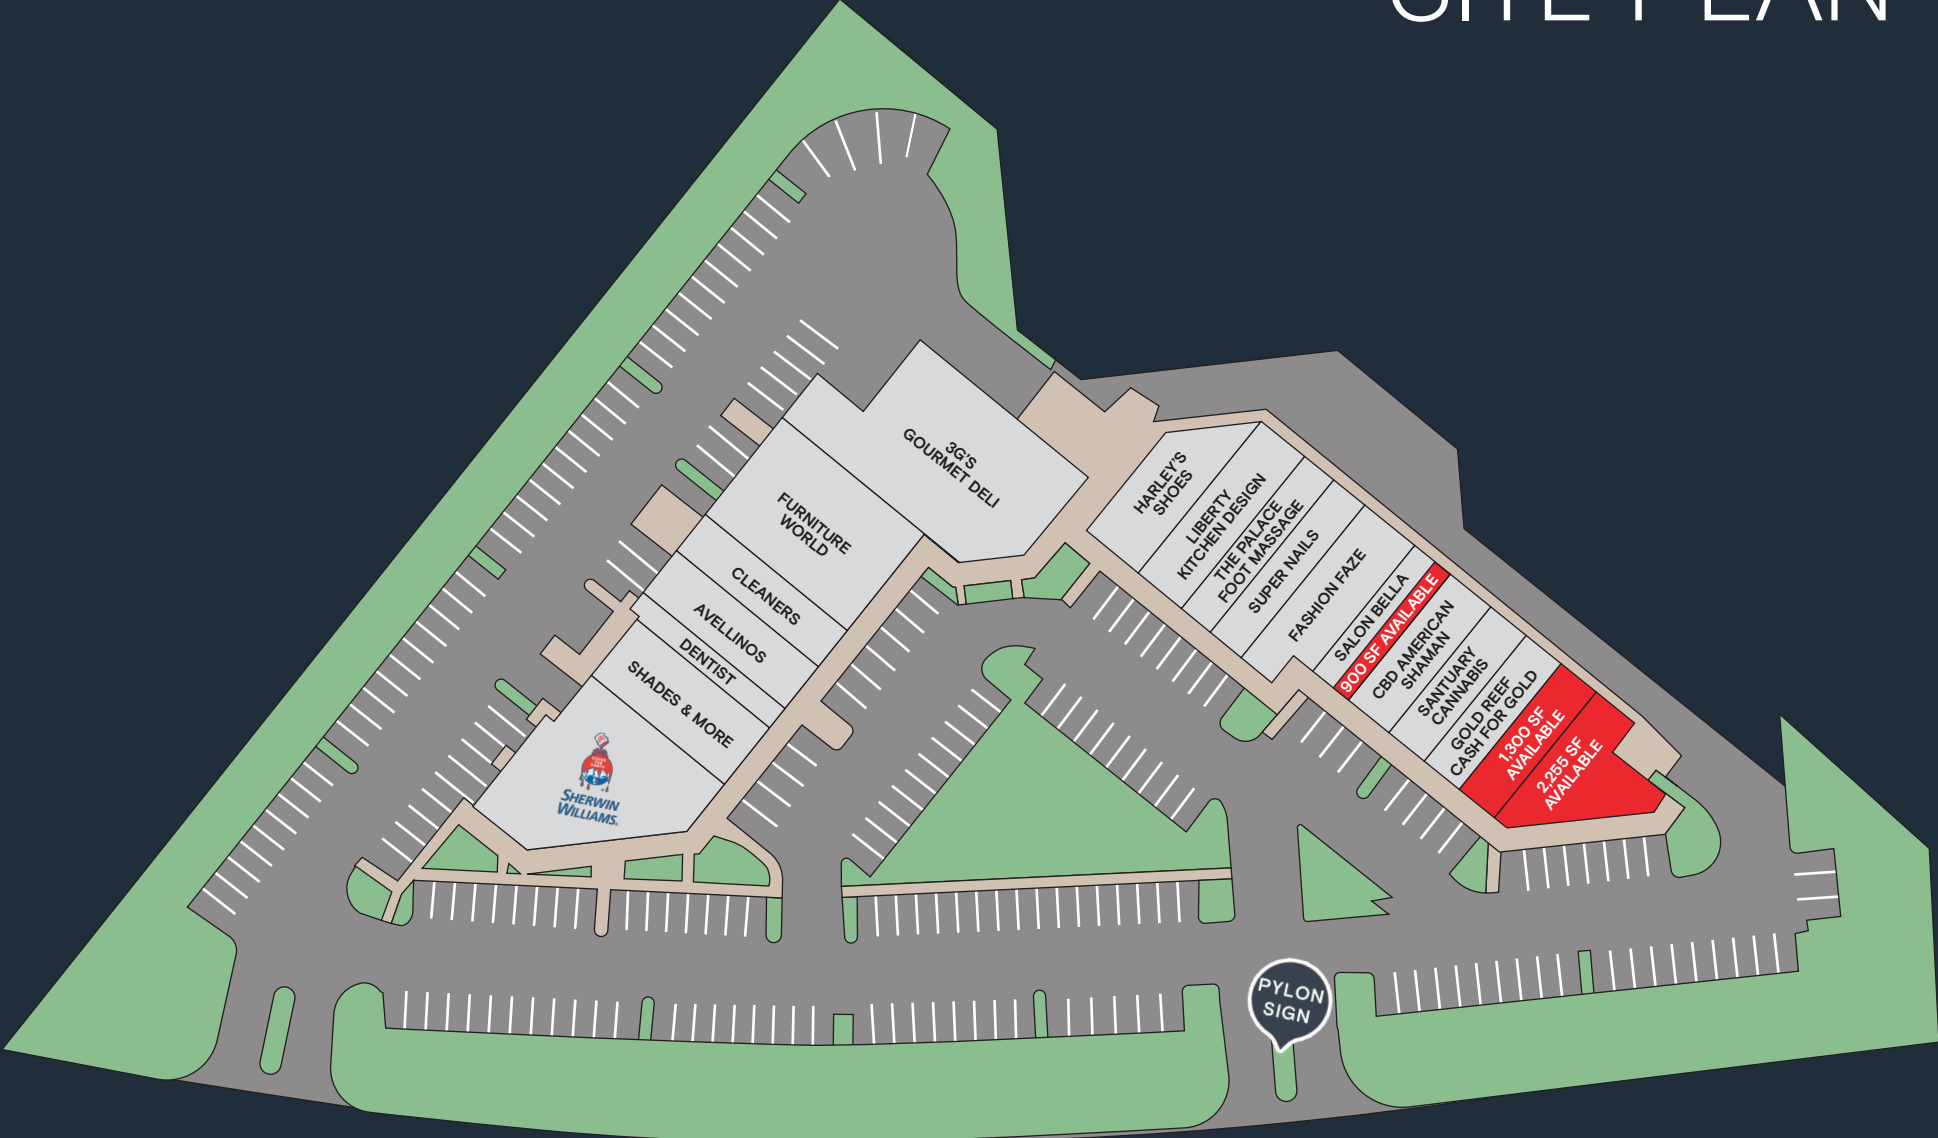 SITE PLAN
3G'S
GOURMET DELI
FURNITURE
WORLD
CLEANERS
AVELLINOS
DENTIST
SHADES & MORE
SHERWIN
WILLIAMS.
HARLEY'S
SHOES
LIBERTY
KITCHEN DESIGN
THE PALACE
FOOT MASSAGE
SUPER NAILS
FASHION FAZE
SALON BELLA
900 SF AVAILABLE
CBD AMERICAN
SHAMAN
SANTUARY
CANNABIS
GOLD REEF
CASH FOR GOLD
1,300 SF
AVAILABLE
2,255 SF
AVAILABLE
PYLON
SIGN